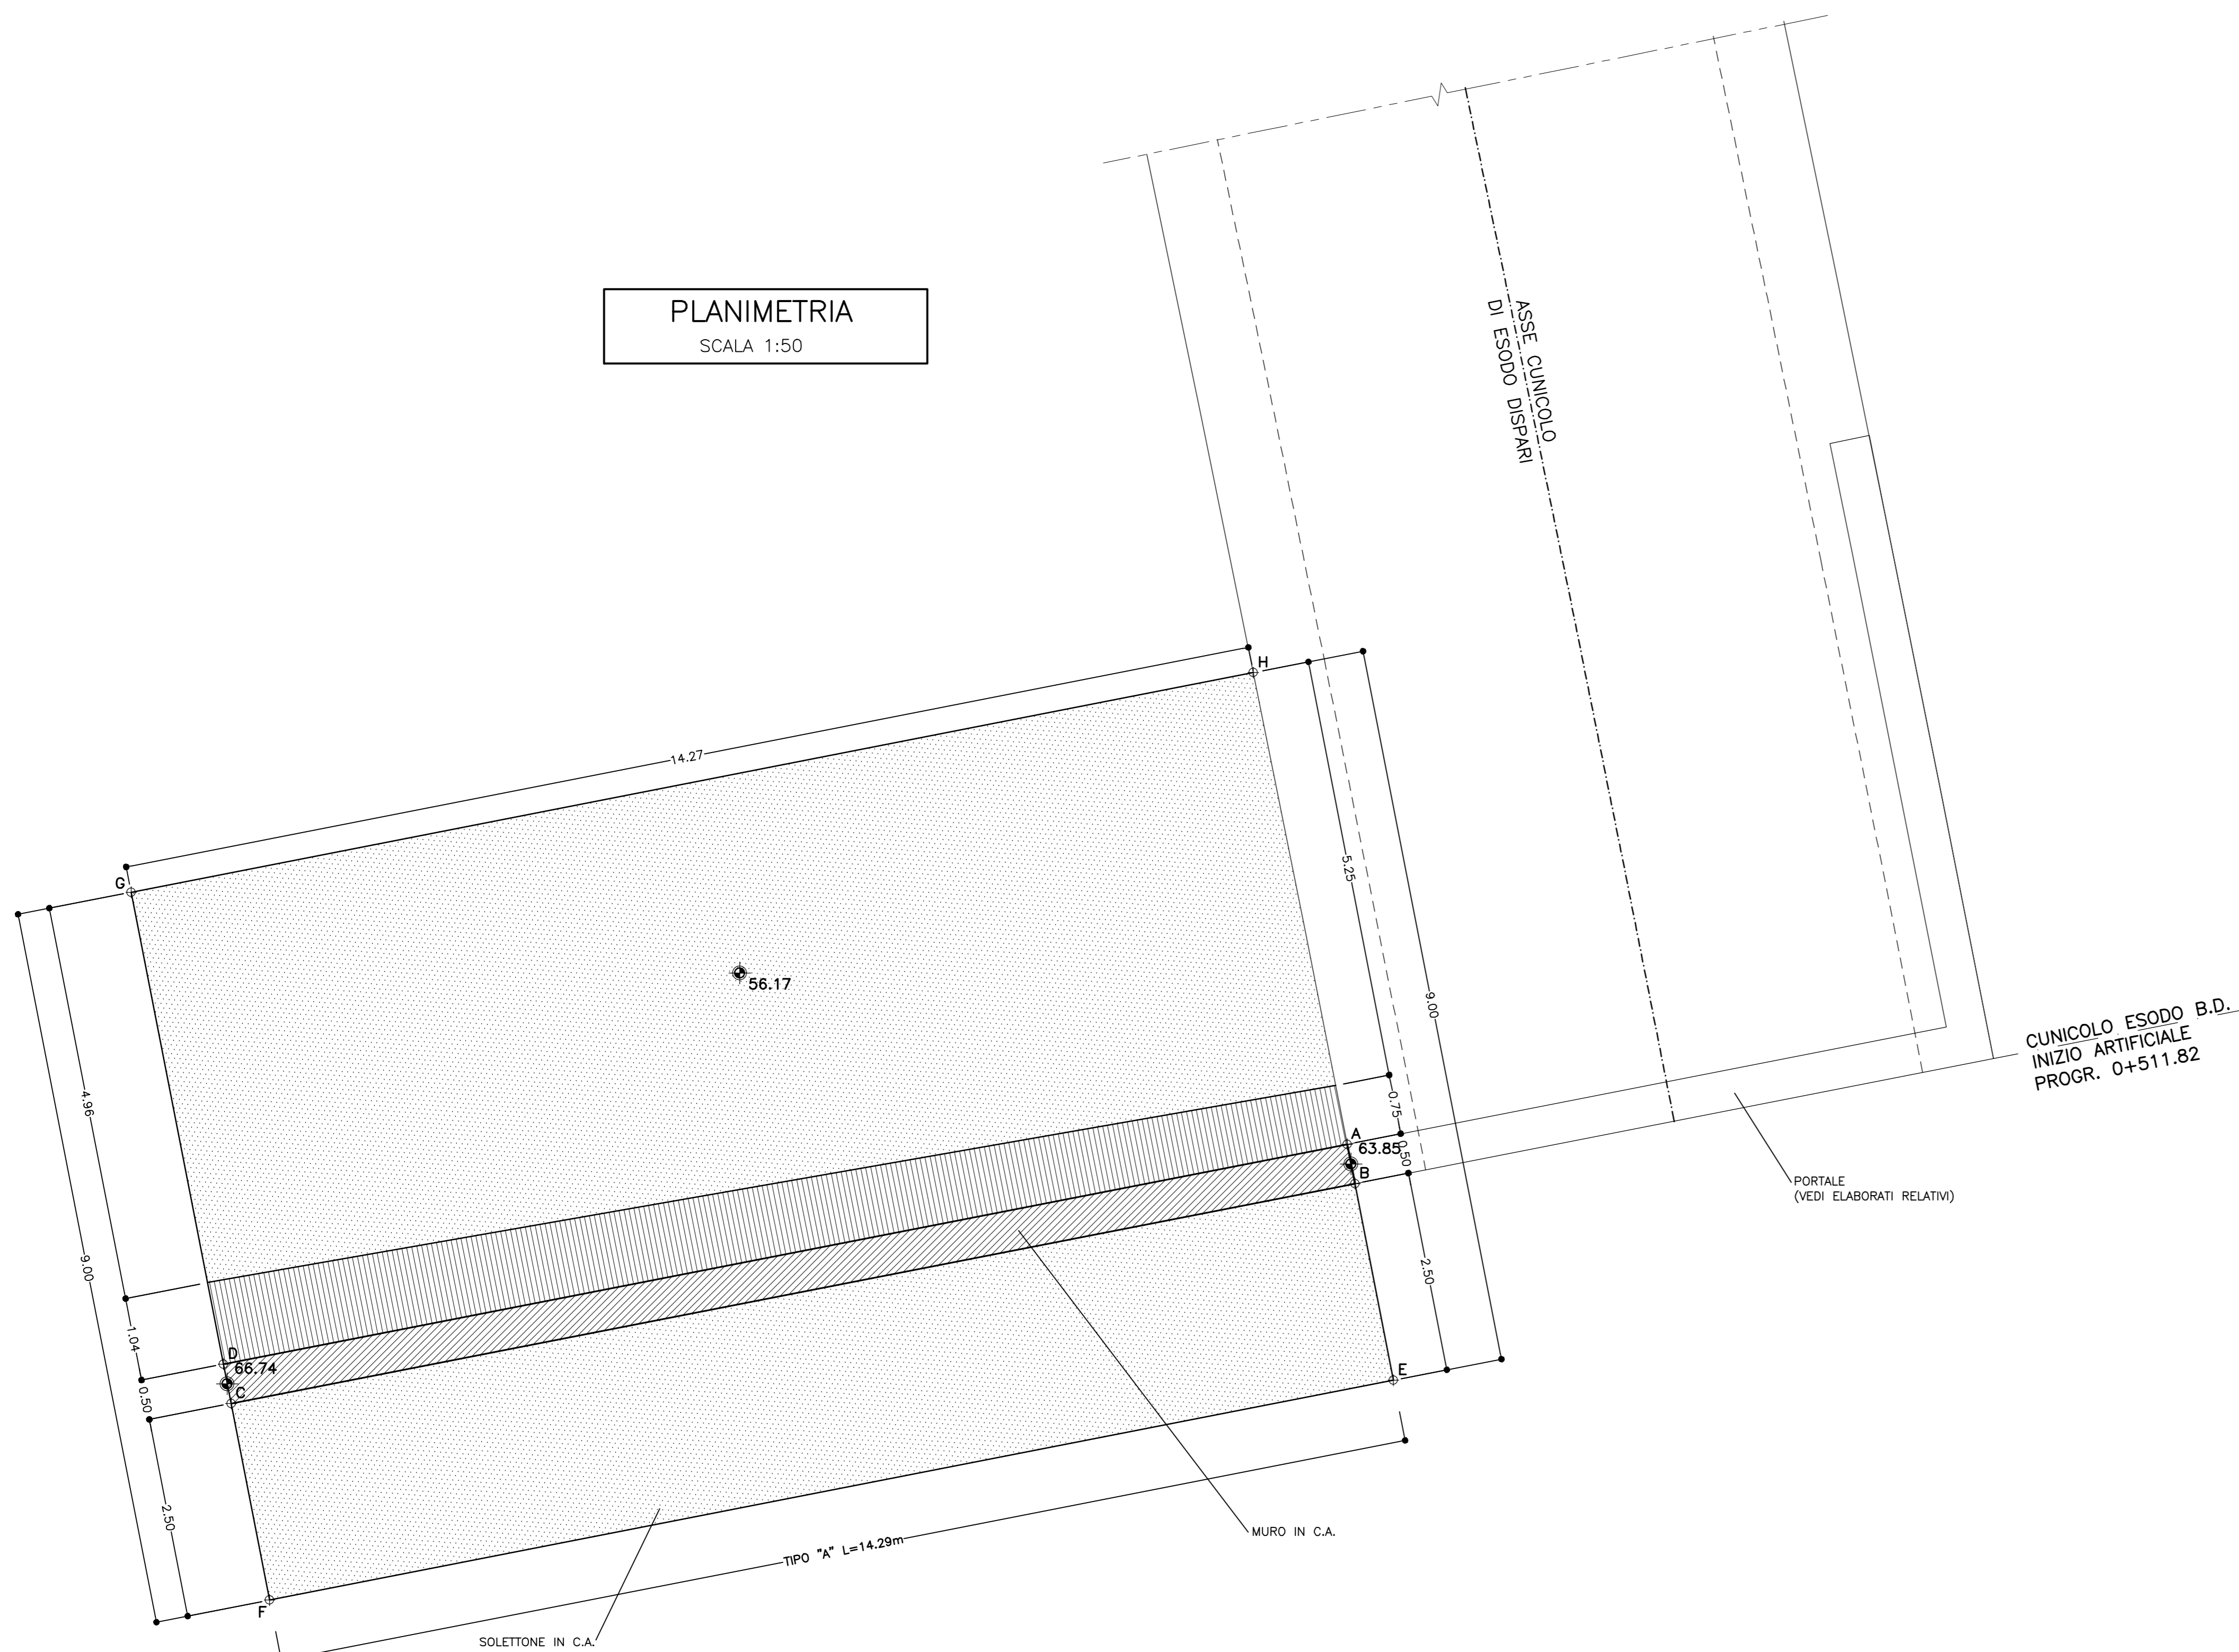 PLANIMETRIA
SCALA 1:50
ASSE CUNICOLO
DI ESODO DISPARI
H
14.27
G
5.25
9.00
56.17
4.96
0.75
A
63.85
0.50
B
CUNICOLO ESODO B.D.
INIZIO ARTIFICIALE
PROGR. 0+511.82
PORTALE
(VEDI ELABORATI RELATIVI)
9.00
2.50
1.04
D
66.74
C
0.50
E
2.50
MURO IN C.A.
TIPO "A" L=14.29m
F
SOLETTONE IN C.A.